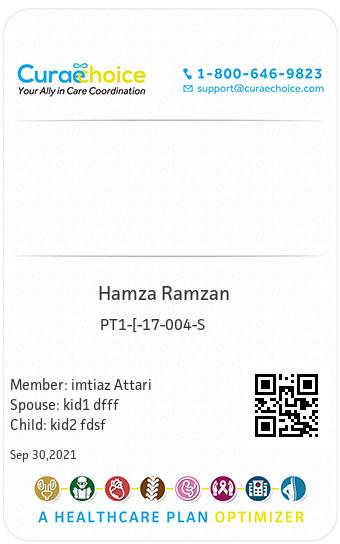 Curaechoice
Your Ally in Care Coordination
1-800-646-9823
support@curaechoice.com
Hamza Ramzan
PT1-[-17-004-S
Member: imtiaz Attari
Spouse: kid1 dfff
Child: kid2 fdsf
Sep 30,2021
A HEALTHCARE PLAN OPTIMIZER